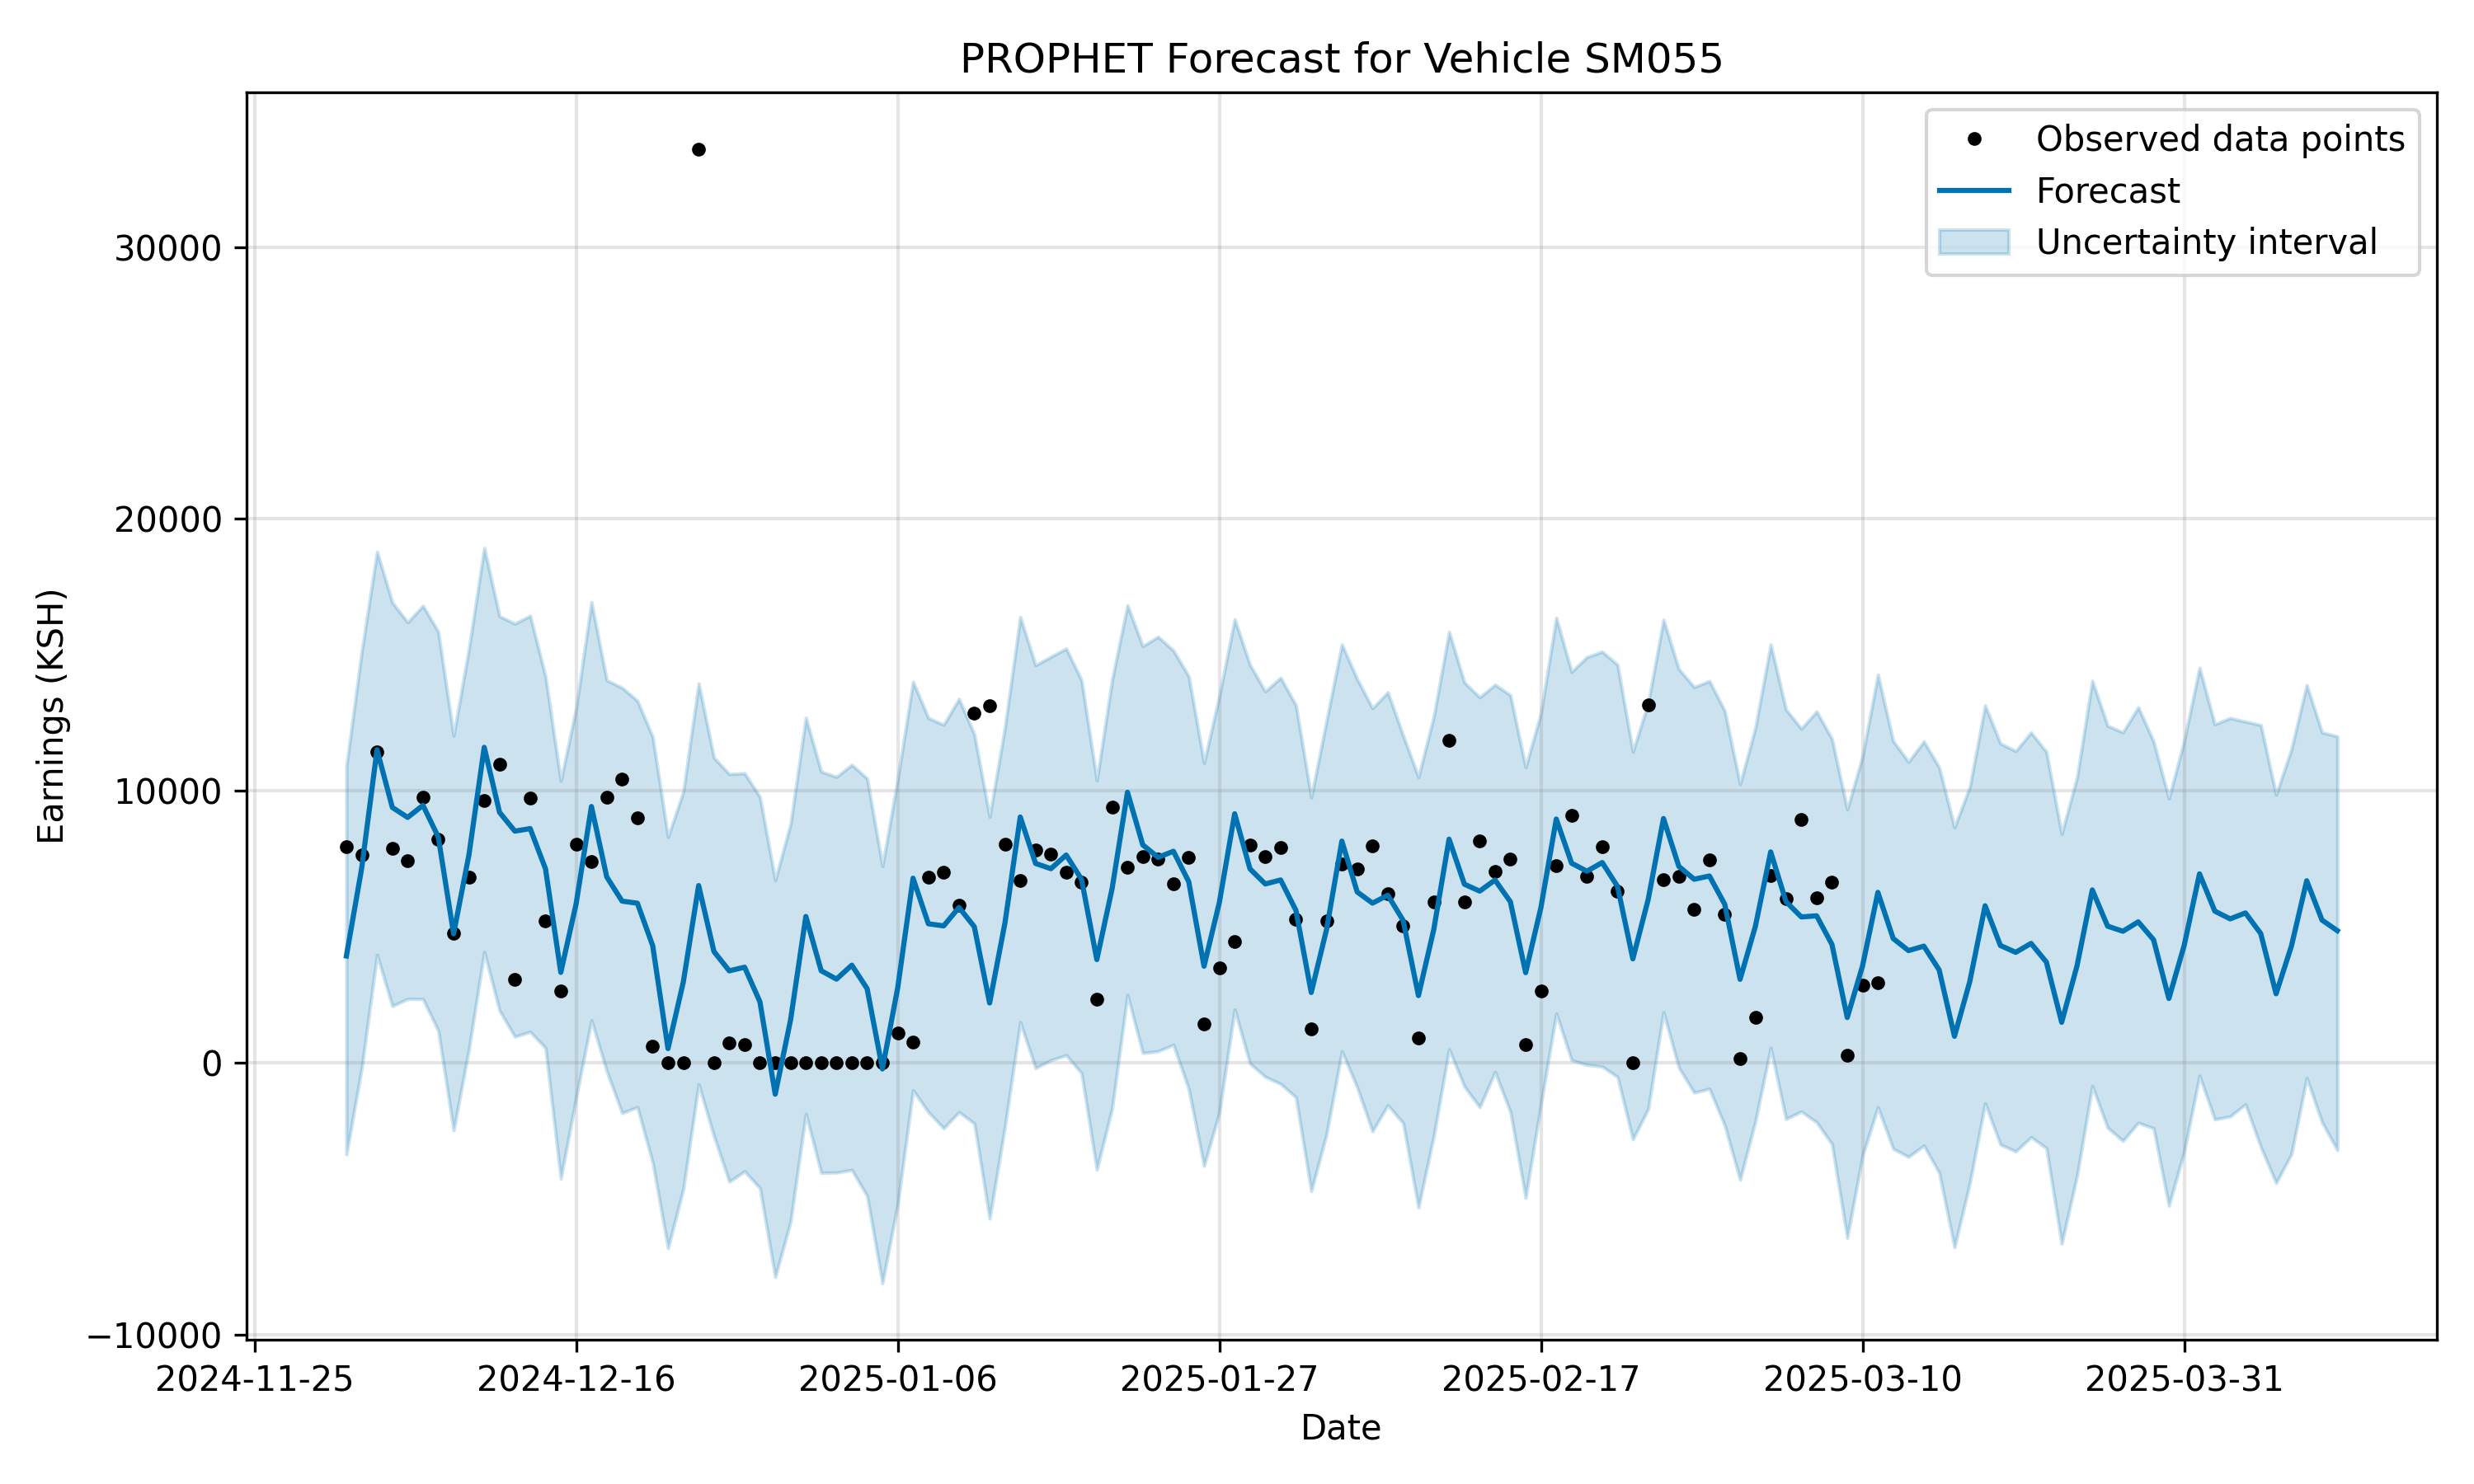 PROPHET Forecast for Vehicle SM055
Observed data points
Forecast
Uncertainty interval
Earnings (KSH)
30000
20000
10000
0
−10000
2024-11-25
2024-12-16
2025-01-06
2025-01-27
2025-02-17
2025-03-10
2025-03-31
Date